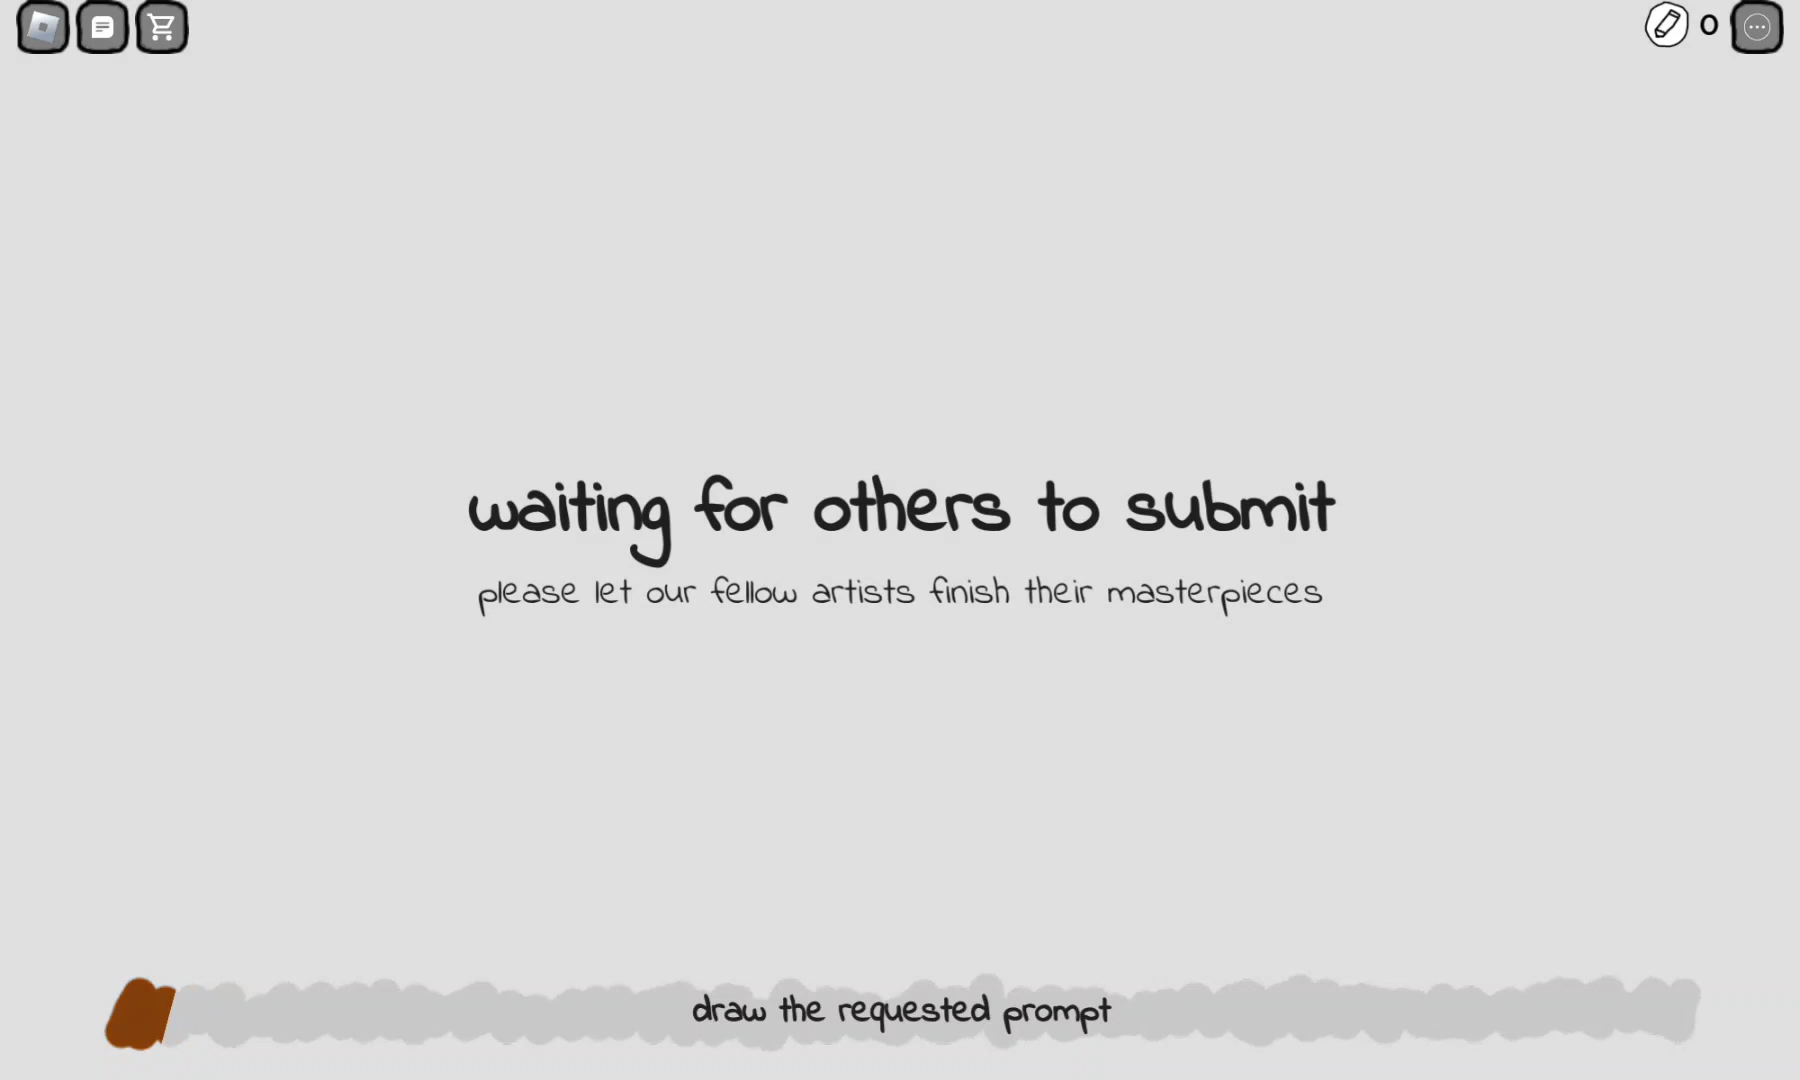 0
waiting for others to submit
please let our fellow artists finish their masterpieces
draw the requested prompt